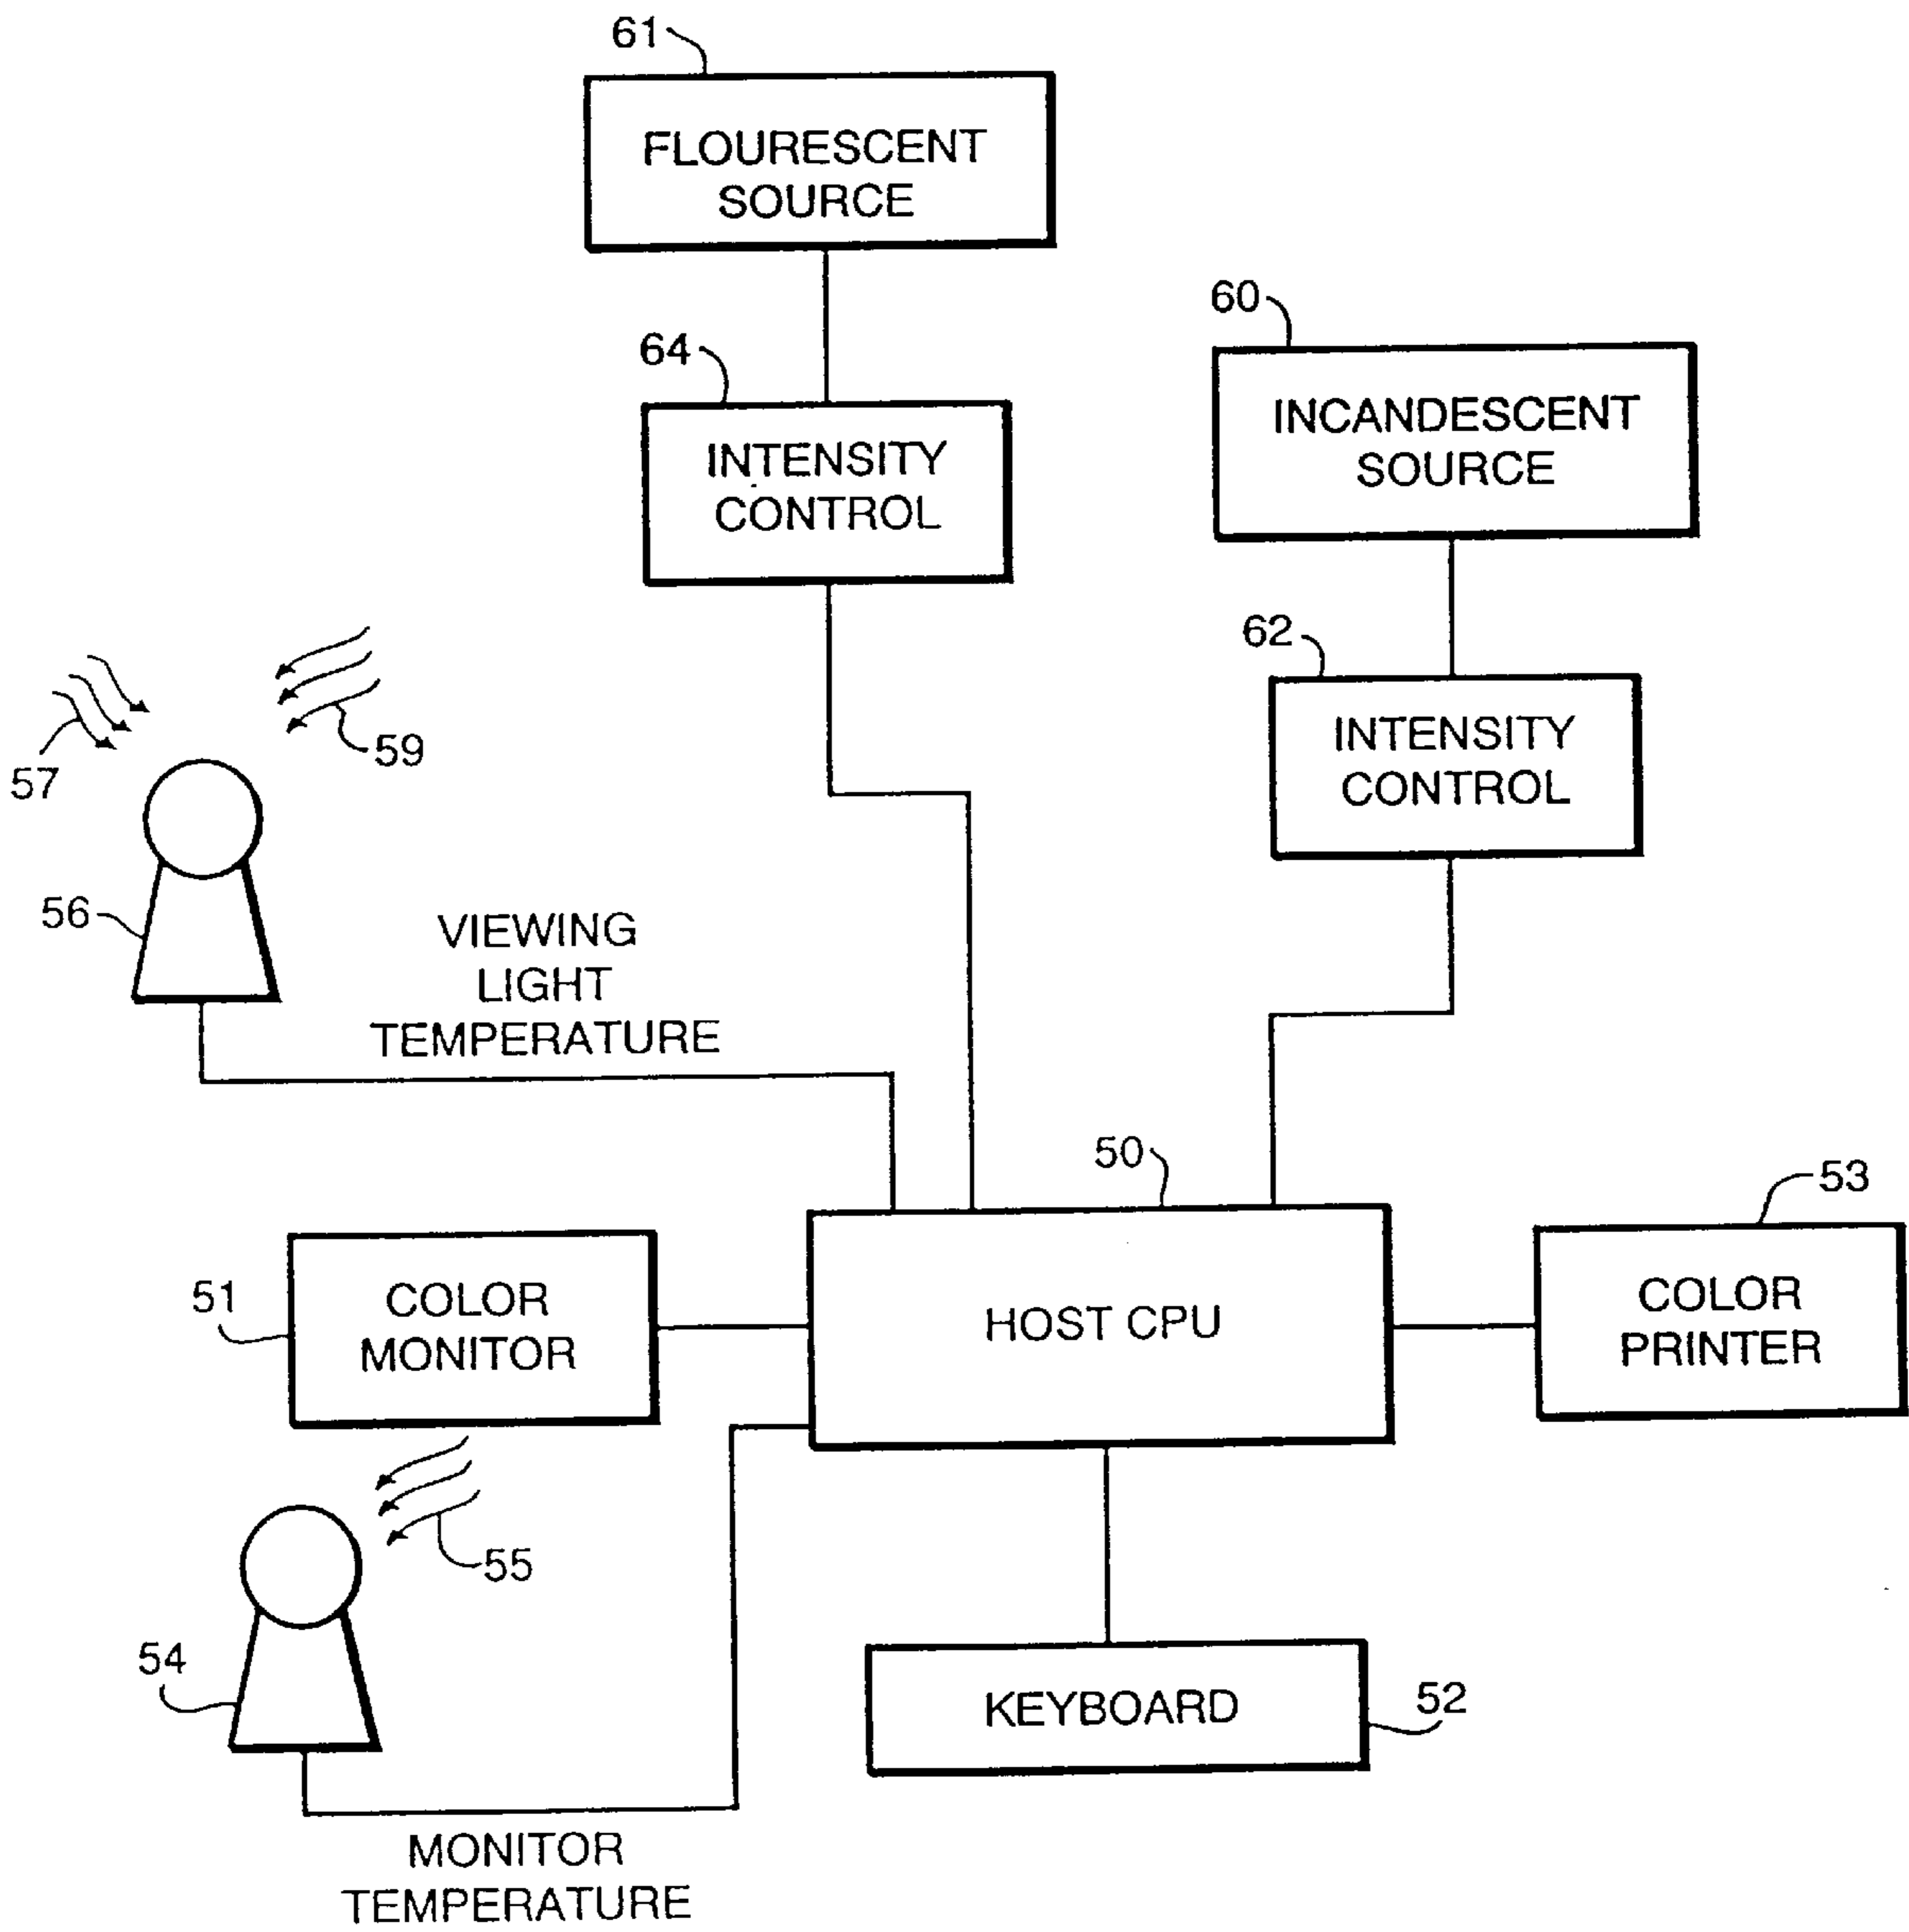 61
FLOURESCENT
SOURCE
60
64
INCANDESCENT
SOURCE
INTENSITY
CONTROL
62
INTENSITY
CONTROL
59
57
56
VIEWING
LIGHT
TEMPERATURE
50
53
51
COLOR
MONITOR
HOST CPU
COLOR
PRINTER
55
54
KEYBOARD
52
MONITOR
TEMPERATURE